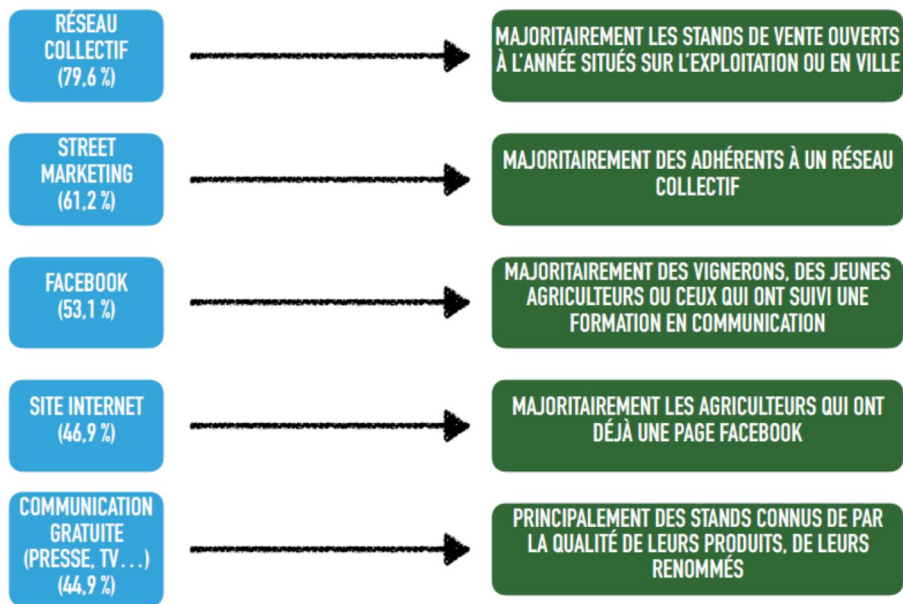 RÉSEAU
COLLECTIF
(79,6 %)
MAJORITAIREMENT LES STANDS DE VENTE OUVERTS
À L'ANNÉE SITUÉS SUR L'EXPLOITATION OU EN VILLE
STREET
MARKETING
(61,2 %)
MAJORITAIREMENT DES ADHÉRENTS À UN RÉSEAU
COLLECTIF
FACEBOOK
(53,1 %)
MAJORITAIREMENT DES VIGNERONS, DES JEUNES
AGRICULTEURS OU CEUX QUI ONT SUIVI UNE
FORMATION EN COMMUNICATION
SITE INTERNET
(46,9 %)
MAJORITAIREMENT LES AGRICULTEURS QUI ONT
DÉJÀ UNE PAGE FACEBOOK
COMMUNICATION
GRATUITE
(PRESSE, TV...)
(44,9 %)
PRINCIPALEMENT DES STANDS CONNUS DE PAR
LA QUALITÉ DE LEURS PRODUITS, DE LEURS
RENOMMÉS